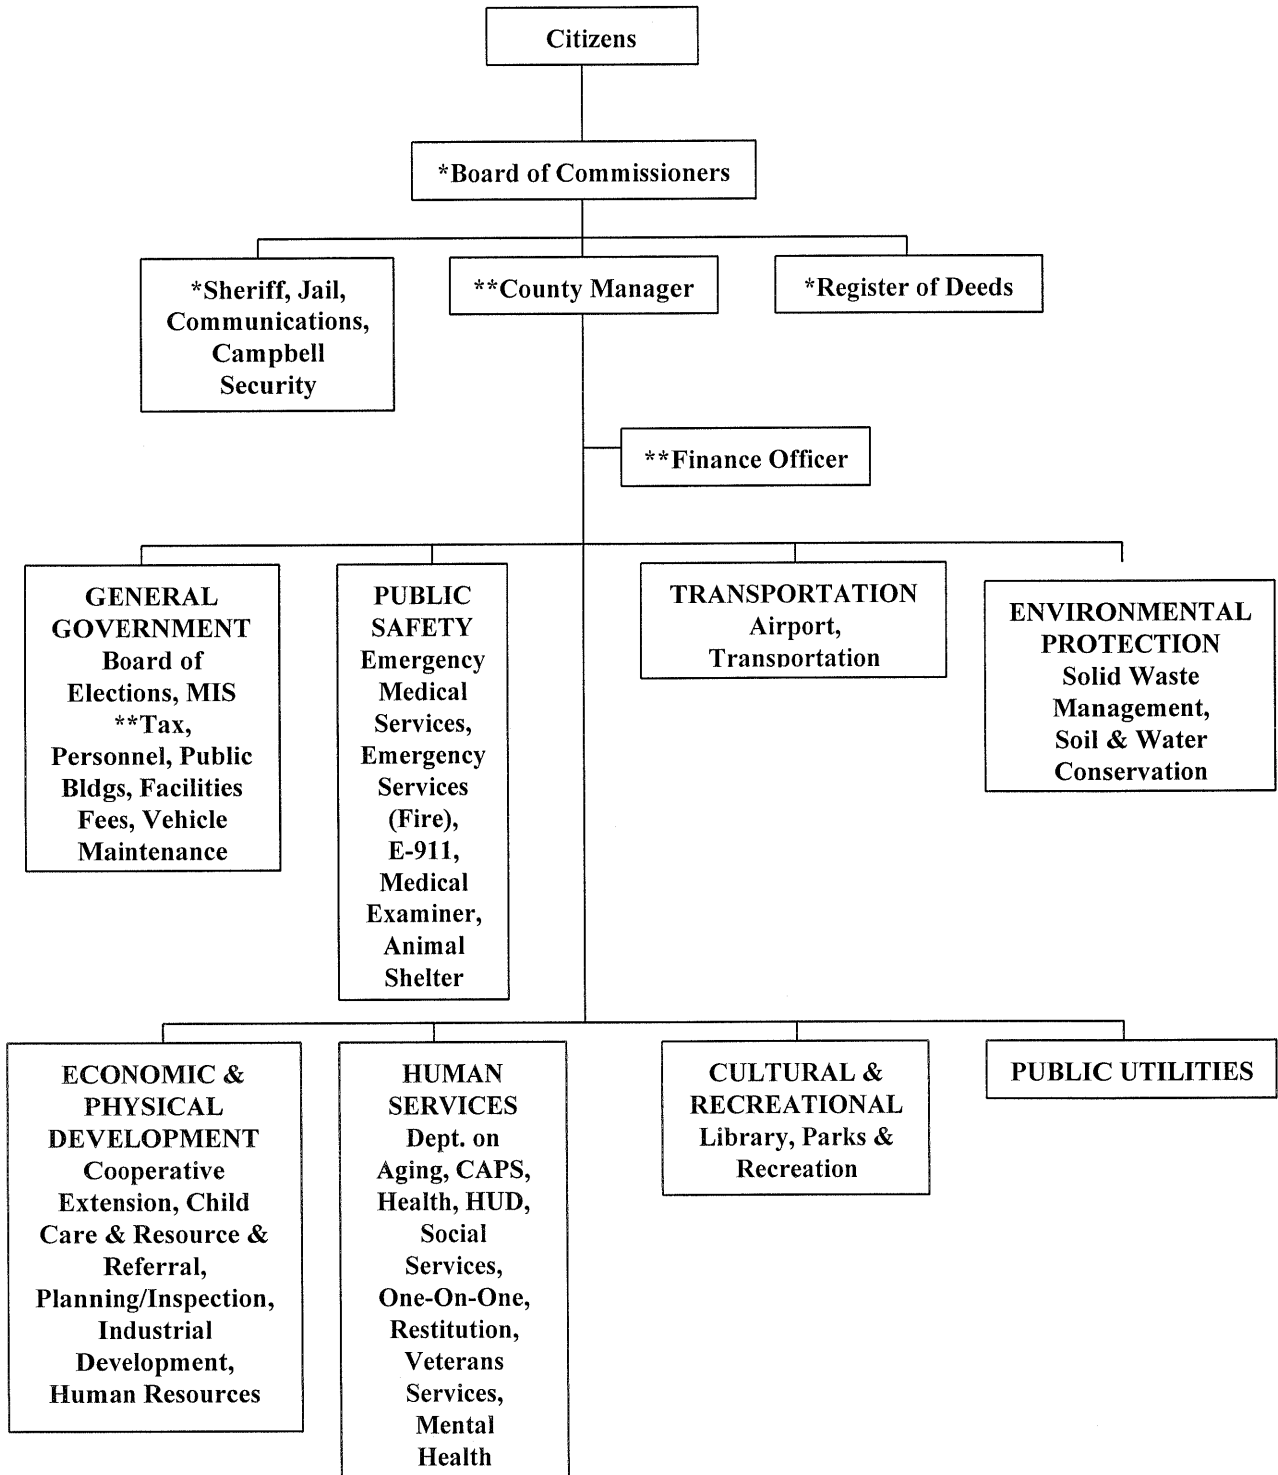 Citizens
*Board of Commissioners
*Sheriff, Jail,
Communications,
Campbell
Security
**County Manager
*Register of Deeds
**Finance Officer
GENERAL
GOVERNMENT
Board of
Elections, MIS
**Tax,
Personnel, Public
Bldgs, Facilities
Fees, Vehicle
Maintenance
PUBLIC
SAFETY
Emergency
Medical
Services,
Emergency
Services
(Fire),
E-911,
Medical
Examiner,
Animal
Shelter
TRANSPORTATION
Airport,
Transportation
ENVIRONMENTAL
PROTECTION
Solid Waste
Management,
Soil & Water
Conservation
ECONOMIC &
PHYSICAL
DEVELOPMENT
Cooperative
Extension, Child
Care & Resource &
Referral,
Planning/Inspection,
Industrial
Development,
Human Resources
HUMAN
SERVICES
Dept. on
Aging, CAPS,
Health, HUD,
Social
Services,
One-On-One,
Restitution,
Veterans
Services,
Mental
Health
CULTURAL &
RECREATIONAL
Library, Parks &
Recreation
PUBLIC UTILITIES